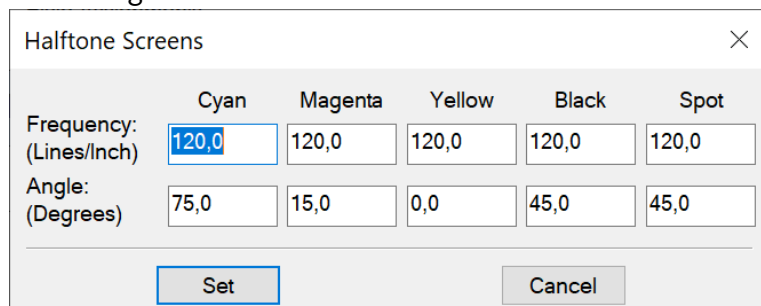 Halftone Screens
Cyan Magenta Yellow Black Spot
Frequency:
(Lines/Inch) 120,0 120,0 120,0 120,0 120,0
Angle:
(Degrees) 75,0 15,0 0,0 45,0 45,0
Set Cancel